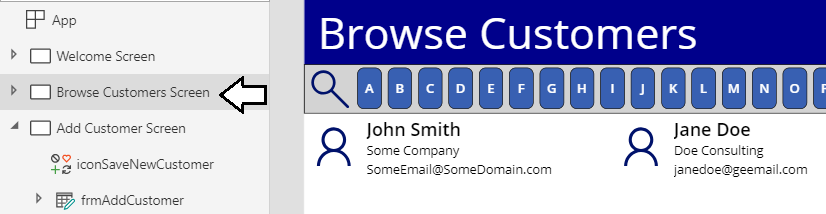 App
Welcome Screen
Browse Customers Screen
Add Customer Screen
iconSaveNewCustomer
frmAddCustomer
Browse Customers
A B C D E F G H I J K L M N O
John Smith
Some Company
SomeEmail@SomeDomain.com
Jane Doe
Doe Consulting
janedoe@geemail.com